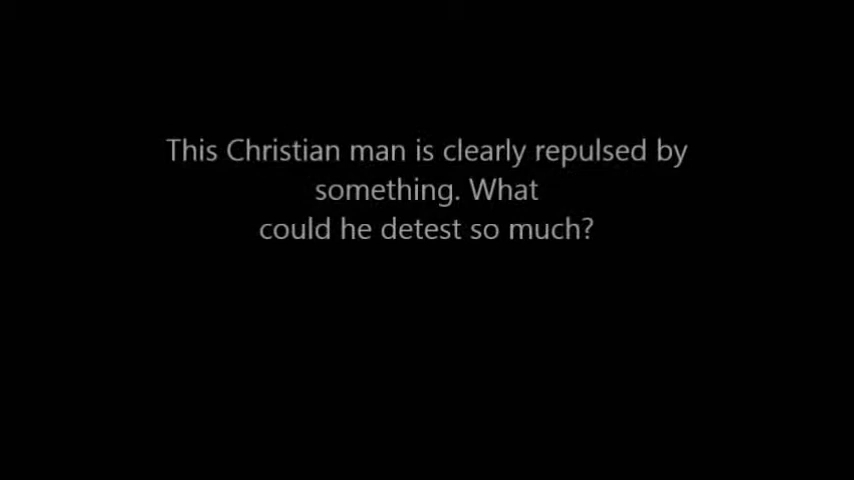 This Christian man is clearly repulsed by
something. What
could he detest so much?